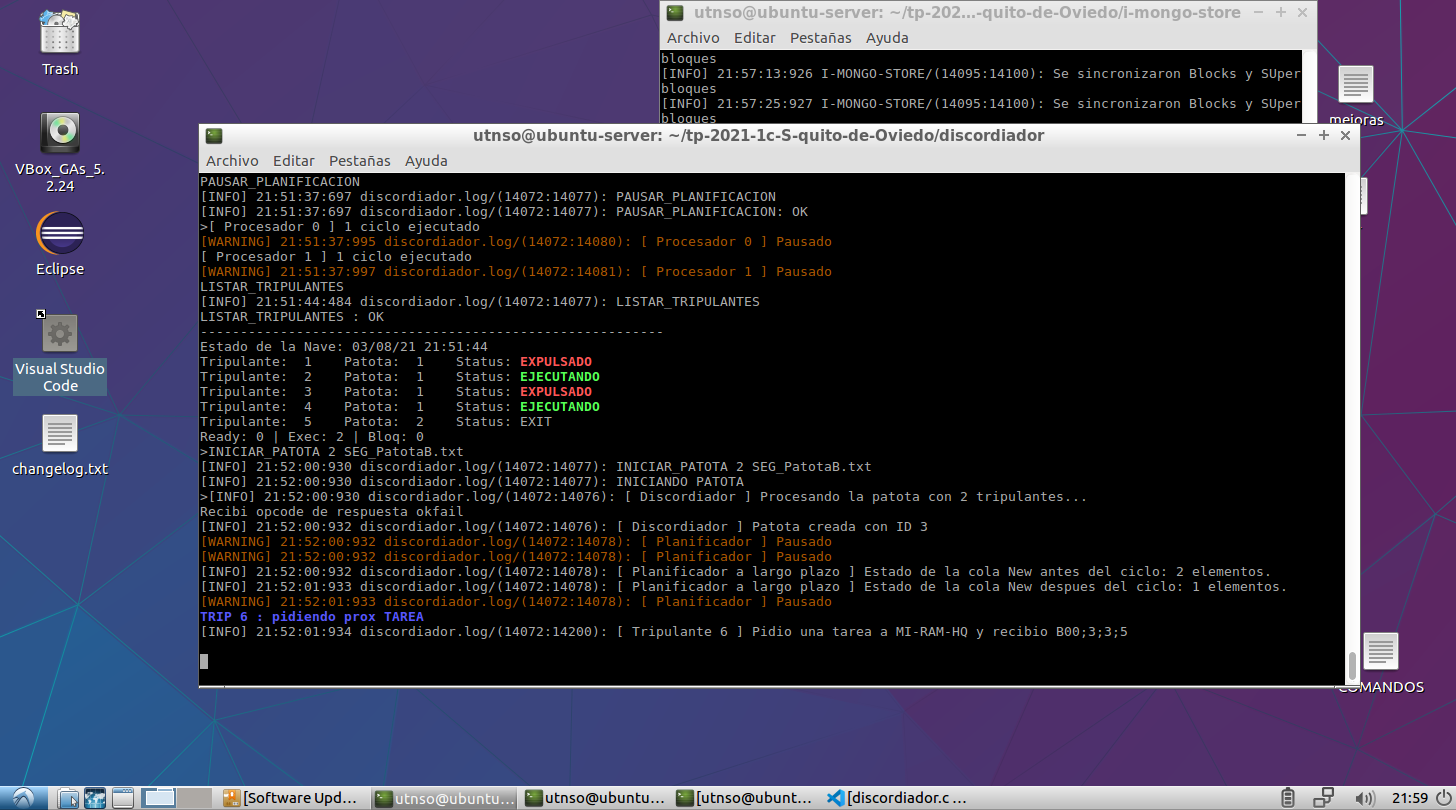 Trash
VBox_GAs_5.
2.24
Eclipse
Visual Studio
Code
changelog.txt
utnso@ubuntu-server: ~/tp-202…-quito-de-Oviedo/i-mongo-store
Archivo Editar Pestañas Ayuda
bloques
[INFO] 21:57:13:926 I-MONGO-STORE/(14095:14100): Se sincronizaron Blocks y SUper
bloques
[INFO] 21:57:25:927 I-MONGO-STORE/(14095:14100): Se sincronizaron Blocks y SUper
bloques
mejoras
utnso@ubuntu-server: ~/tp-2021-1c-S-quito-de-Oviedo/discordiador
Archivo Editar Pestañas Ayuda
PAUSAR_PLANIFICACION
[INFO] 21:51:37:697 discordiador.log/(14072:14077): PAUSAR_PLANIFICACION
[INFO] 21:51:37:697 discordiador.log/(14072:14077): PAUSAR_PLANIFICACION: OK
>[ Procesador 0 ] 1 ciclo ejecutado
[WARNING] 21:51:37:995 discordiador.log/(14072:14080): [ Procesador 0 ] Pausado
[ Procesador 1 ] 1 ciclo ejecutado
[WARNING] 21:51:37:997 discordiador.log/(14072:14081): [ Procesador 1 ] Pausado
LISTAR_TRIPULANTES
[INFO] 21:51:44:484 discordiador.log/(14072:14077): LISTAR_TRIPULANTES
LISTAR_TRIPULANTES : OK
----------------------------------------------------------
Estado de la Nave: 03/08/21 21:51:44
Tripulante: 1 Patota: 1 Status: EXPULSADO
Tripulante: 2 Patota: 1 Status: EJECUTANDO
Tripulante: 3 Patota: 1 Status: EXPULSADO
Tripulante: 4 Patota: 1 Status: EJECUTANDO
Tripulante: 5 Patota: 2 Status: EXIT
Ready: 0 | Exec: 2 | Bloq: 0
>INICIAR_PATOTA 2 SEG_PatotaB.txt
[INFO] 21:52:00:930 discordiador.log/(14072:14077): INICIAR_PATOTA 2 SEG_PatotaB.txt
[INFO] 21:52:00:930 discordiador.log/(14072:14077): INICIANDO PATOTA
>[INFO] 21:52:00:930 discordiador.log/(14072:14076): [ Discordiador ] Procesando la patota con 2 tripulantes...
Recibi opcode de respuesta okfail
[INFO] 21:52:00:932 discordiador.log/(14072:14076): [ Discordiador ] Patota creada con ID 3
[WARNING] 21:52:00:932 discordiador.log/(14072:14078): [ Planificador ] Pausado
[WARNING] 21:52:00:932 discordiador.log/(14072:14078): [ Planificador ] Pausado
[INFO] 21:52:00:932 discordiador.log/(14072:14078): [ Planificador a largo plazo ] Estado de la cola New antes del ciclo: 2 elementos.
[INFO] 21:52:01:933 discordiador.log/(14072:14078): [ Planificador a largo plazo ] Estado de la cola New despues del ciclo: 1 elementos.
[WARNING] 21:52:01:933 discordiador.log/(14072:14078): [ Planificador ] Pausado
TRIP 6 : pidiendo prox TAREA
[INFO] 21:52:01:934 discordiador.log/(14072:14200): [ Tripulante 6 ] Pidio una tarea a MI-RAM-HQ y recibio B00;3;3;5
COMANDOS
[Software Upd...
utnso@ubuntu...
utnso@ubuntu...
[utnso@ubunt...
[discordiador.c ...
21:59